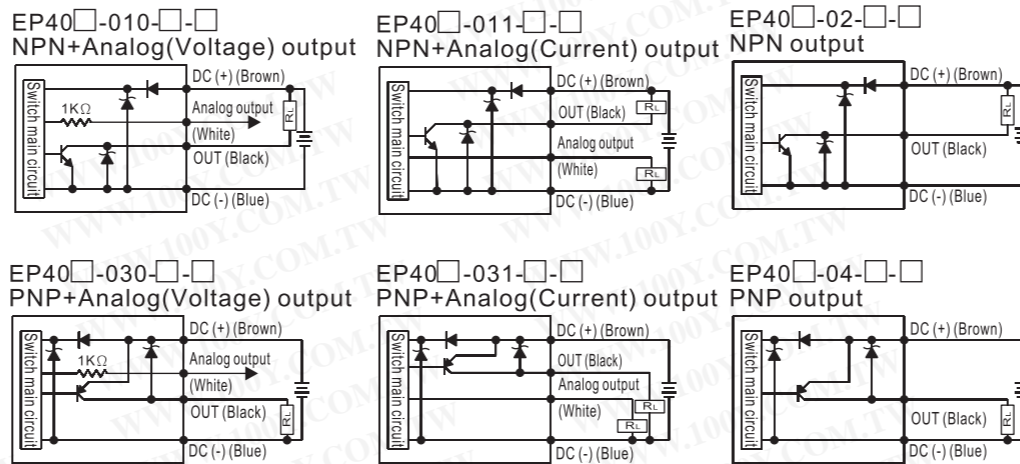 EP40□-010-□-□
NPN+Analog(Voltage) output
DC (+) (Brown)
Switch main circuit
1KΩ
Analog output
(White)
RL
OUT (Black)
DC (-) (Blue)
EP40□-011-□-□
NPN+Analog(Current) output
DC (+) (Brown)
Switch main circuit
OUT (Black)
RL
Analog output
(White)
RL
DC (-) (Blue)
EP40□-02-□-□
NPN output
DC (+) (Brown)
Switch main circuit
RL
OUT (Black)
DC (-) (Blue)
EP40□-030-□-□
PNP+Analog(Voltage) output
DC (+) (Brown)
Switch main circuit
1KΩ
Analog output
(White)
OUT (Black)
RL
DC (-) (Blue)
EP40□-031-□-□
PNP+Analog(Current) output
DC (+) (Brown)
Switch main circuit
OUT (Black)
Analog output
RL
(White)
RL
DC (-) (Blue)
EP40□-04-□-□
PNP output
DC (+) (Brown)
Switch main circuit
OUT (Black)
RL
DC (-) (Blue)
WWW.100Y.COM.TW